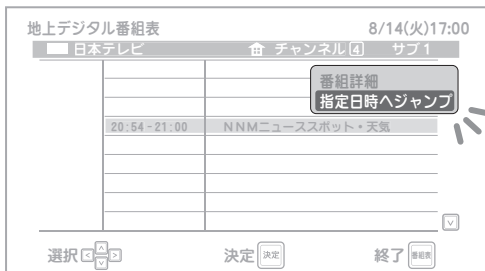 地上デジタル番組表 8/14(火)17:00
日本テレビ チャンネル4 サブ1
番組詳細
指定日時へジャンプ
20:54-21:00 NNMニューススポット・天気
選択 決定 決定 終了 番組表